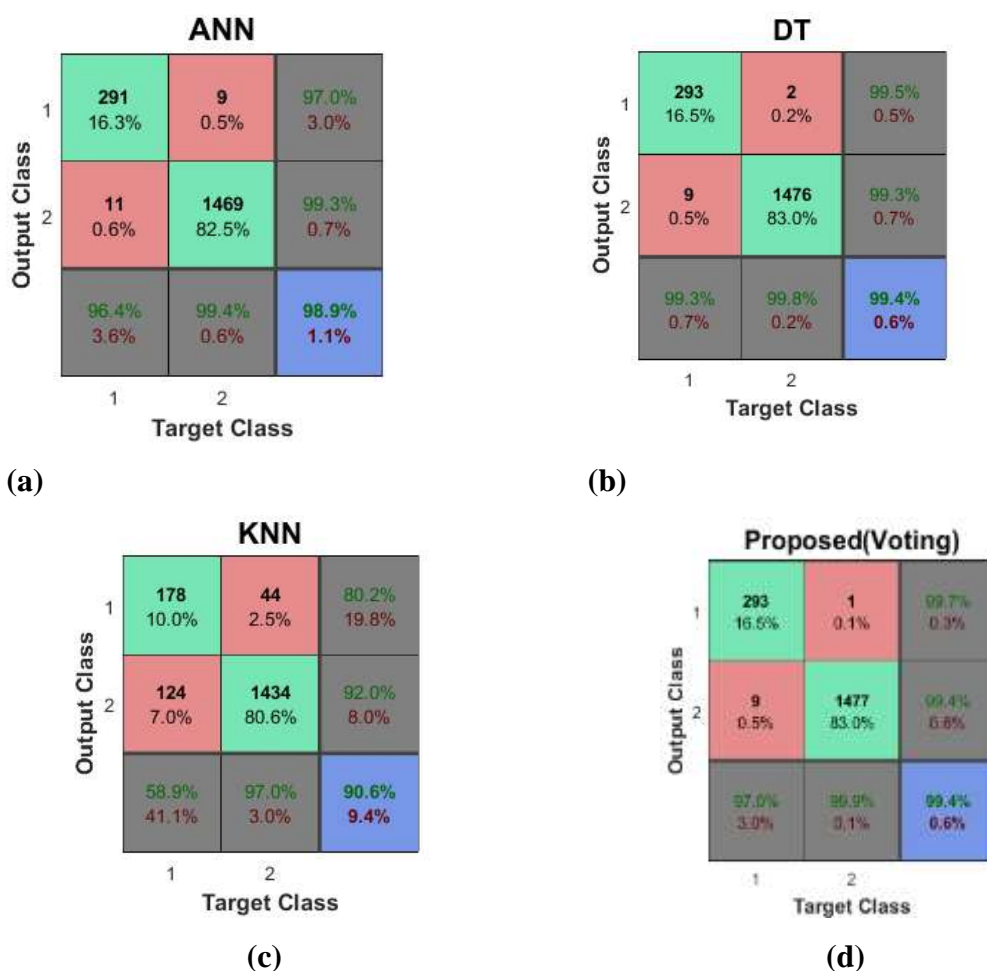 ANN
291 9 97.0%
16.3% 0.5% 3.0%
1
11 1469 99.3%
0.6% 82.5% 0.7%
2
96.4% 99.4% 98.9%
3.6% 0.6% 1.1%
1 2
Target Class
Output Class
(a)
DT
293 2 99.5%
16.5% 0.2% 0.5%
1
9 1476 99.3%
0.5% 83.0% 0.7%
2
99.3% 99.8% 99.4%
0.7% 0.2% 0.6%
1 2
Target Class
Output Class
(b)
KNN
178 44 80.2%
10.0% 2.5% 19.8%
1
124 1434 92.0%
7.0% 80.6% 8.0%
2
58.9% 97.0% 90.6%
41.1% 3.0% 9.4%
1 2
Target Class
Output Class
(c)
Proposed(Voting)
293 1 99.7%
16.5% 0.1% 0.3%
1
9 1477 99.4%
0.5% 83.0% 0.6%
2
97.0% 99.9% 99.4%
3.0% 0.1% 0.6%
1 2
Target Class
Output Class
(d)